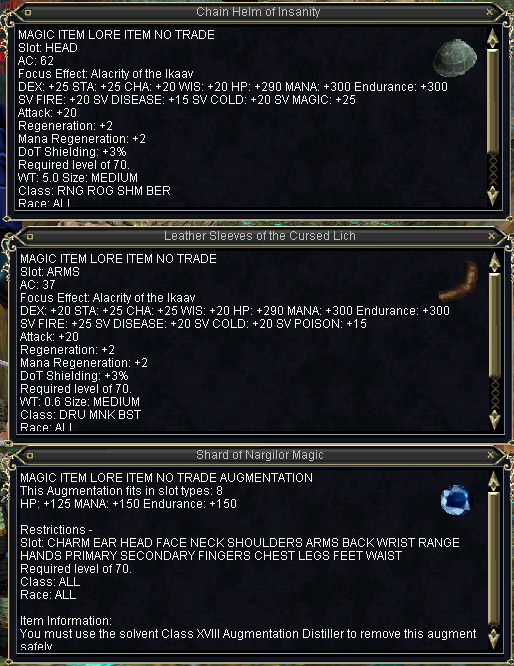 Chain Helm of Insanity
MAGIC ITEM LORE ITEM NO TRADE
Slot: HEAD
AC: 62
Focus Effect: Alacrity of the Ikaav
DEX: +25 STA: +25 CHA: +20 WIS: +20 HP: +290 MANA: +300 Endurance: +300
SV FIRE: +20 SV DISEASE: +15 SV COLD: +20 SV MAGIC: +25
Attack: +20
Regeneration: +2
Mana Regeneration: +2
DoT Shielding: +3%
Required level of 70.
WT: 5.0 Size: MEDIUM
Class: RNG ROG SHM BER
Race: ALL
Leather Sleeves of the Cursed Lich
MAGIC ITEM LORE ITEM NO TRADE
Slot: ARMS
AC: 37
Focus Effect: Alacrity of the Ikaav
DEX: +20 STA: +25 CHA: +25 WIS: +20 HP: +290 MANA: +300 Endurance: +300
SV FIRE: +25 SV DISEASE: +20 SV COLD: +20 SV POISON: +15
Attack: +20
Regeneration: +2
Mana Regeneration: +2
DoT Shielding: +3%
Required level of 70.
WT: 0.6 Size: MEDIUM
Class: DRU MNK BST
Race: ALL
Shard of Nargilor Magic
MAGIC ITEM LORE ITEM NO TRADE AUGMENTATION
This Augmentation fits in slot types: 8
HP: +125 MANA: +150 Endurance: +150
Restrictions -
Slot: CHARM EAR HEAD FACE NECK SHOULDERS ARMS BACK WRIST RANGE
HANDS PRIMARY SECONDARY FINGERS CHEST LEGS FEET WAIST
Required level of 70.
Class: ALL
Race: ALL
Item Information:
You must use the solvent Class XVIII Augmentation Distiller to remove this augment
safely